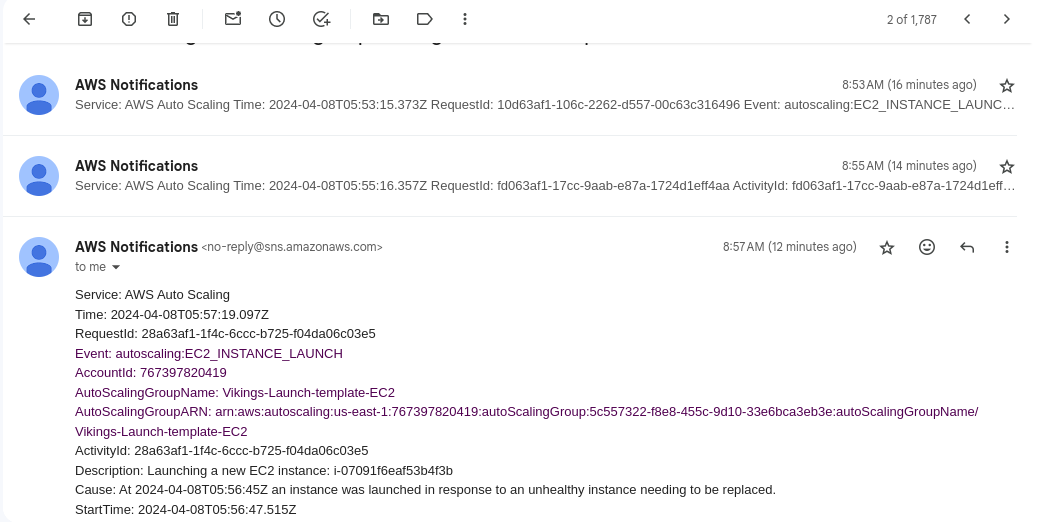 2 of 1,787
AWS Notifications
8:53 AM (16 minutes ago)
Service: AWS Auto Scaling Time: 2024-04-08T05:53:15.373Z RequestId: 10d63af1-106c-2262-d557-00c63c316496 Event: autoscaling:EC2_INSTANCE_LAUNC…
AWS Notifications
8:55 AM (14 minutes ago)
Service: AWS Auto Scaling Time: 2024-04-08T05:55:16.357Z RequestId: fd063af1-17cc-9aab-e87a-1724d1eff4aa ActivityId: fd063af1-17cc-9aab-e87a-1724d1eff…
AWS Notifications <no-reply@sns.amazonaws.com>
8:57 AM (12 minutes ago)
to me
Service: AWS Auto Scaling
Time: 2024-04-08T05:57:19.097Z
RequestId: 28a63af1-1f4c-6ccc-b725-f04da06c03e5
Event: autoscaling:EC2_INSTANCE_LAUNCH
AccountId: 767397820419
AutoScalingGroupName: Vikings-Launch-template-EC2
AutoScalingGroupARN: arn:aws:autoscaling:us-east-1:767397820419:autoScalingGroup:5c557322-f8e8-455c-9d10-33e6bca3eb3e:autoScalingGroupName/
Vikings-Launch-template-EC2
ActivityId: 28a63af1-1f4c-6ccc-b725-f04da06c03e5
Description: Launching a new EC2 instance: i-07091f6eaf53b4f3b
Cause: At 2024-04-08T05:56:45Z an instance was launched in response to an unhealthy instance needing to be replaced.
StartTime: 2024-04-08T05:56:47.515Z